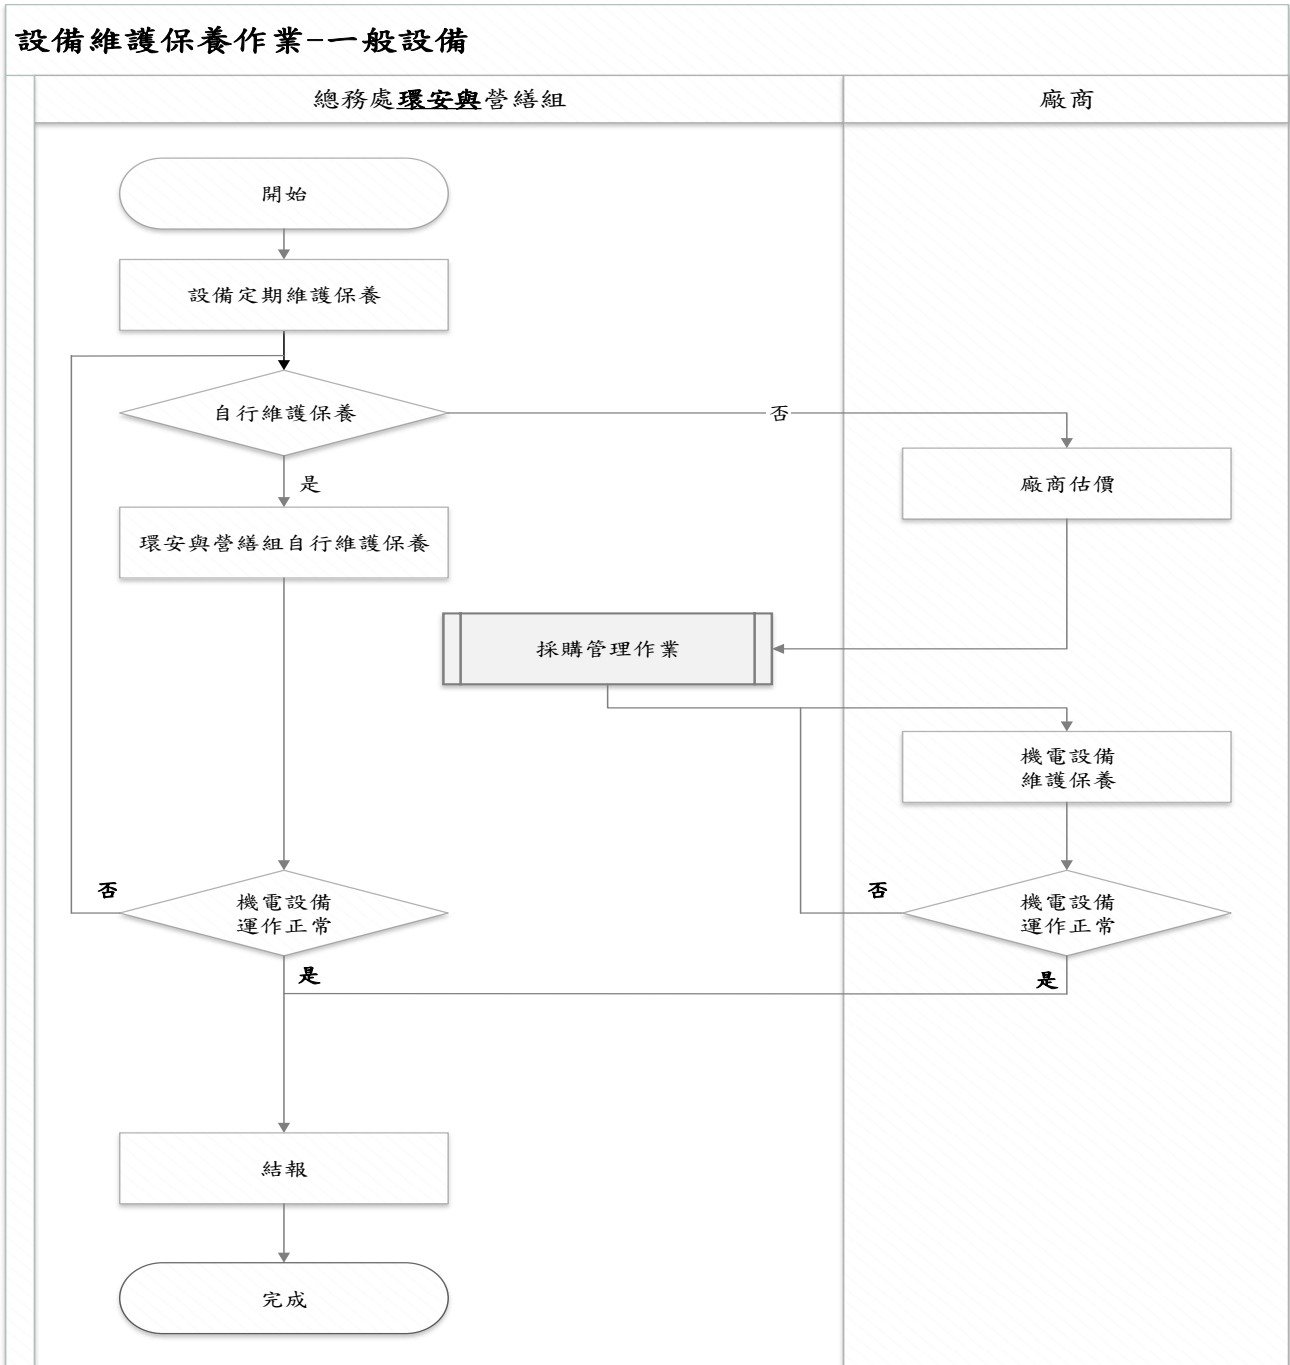 設備維護保養作業-一般設備
總務處環安與營繕組
廠商
開始
設備定期維護保養
自行維護保養
否
是
廠商估價
環安與營繕組自行維護保養
採購管理作業
機電設備
維護保養
否
機電設備
運作正常
否
機電設備
運作正常
是
是
結報
完成